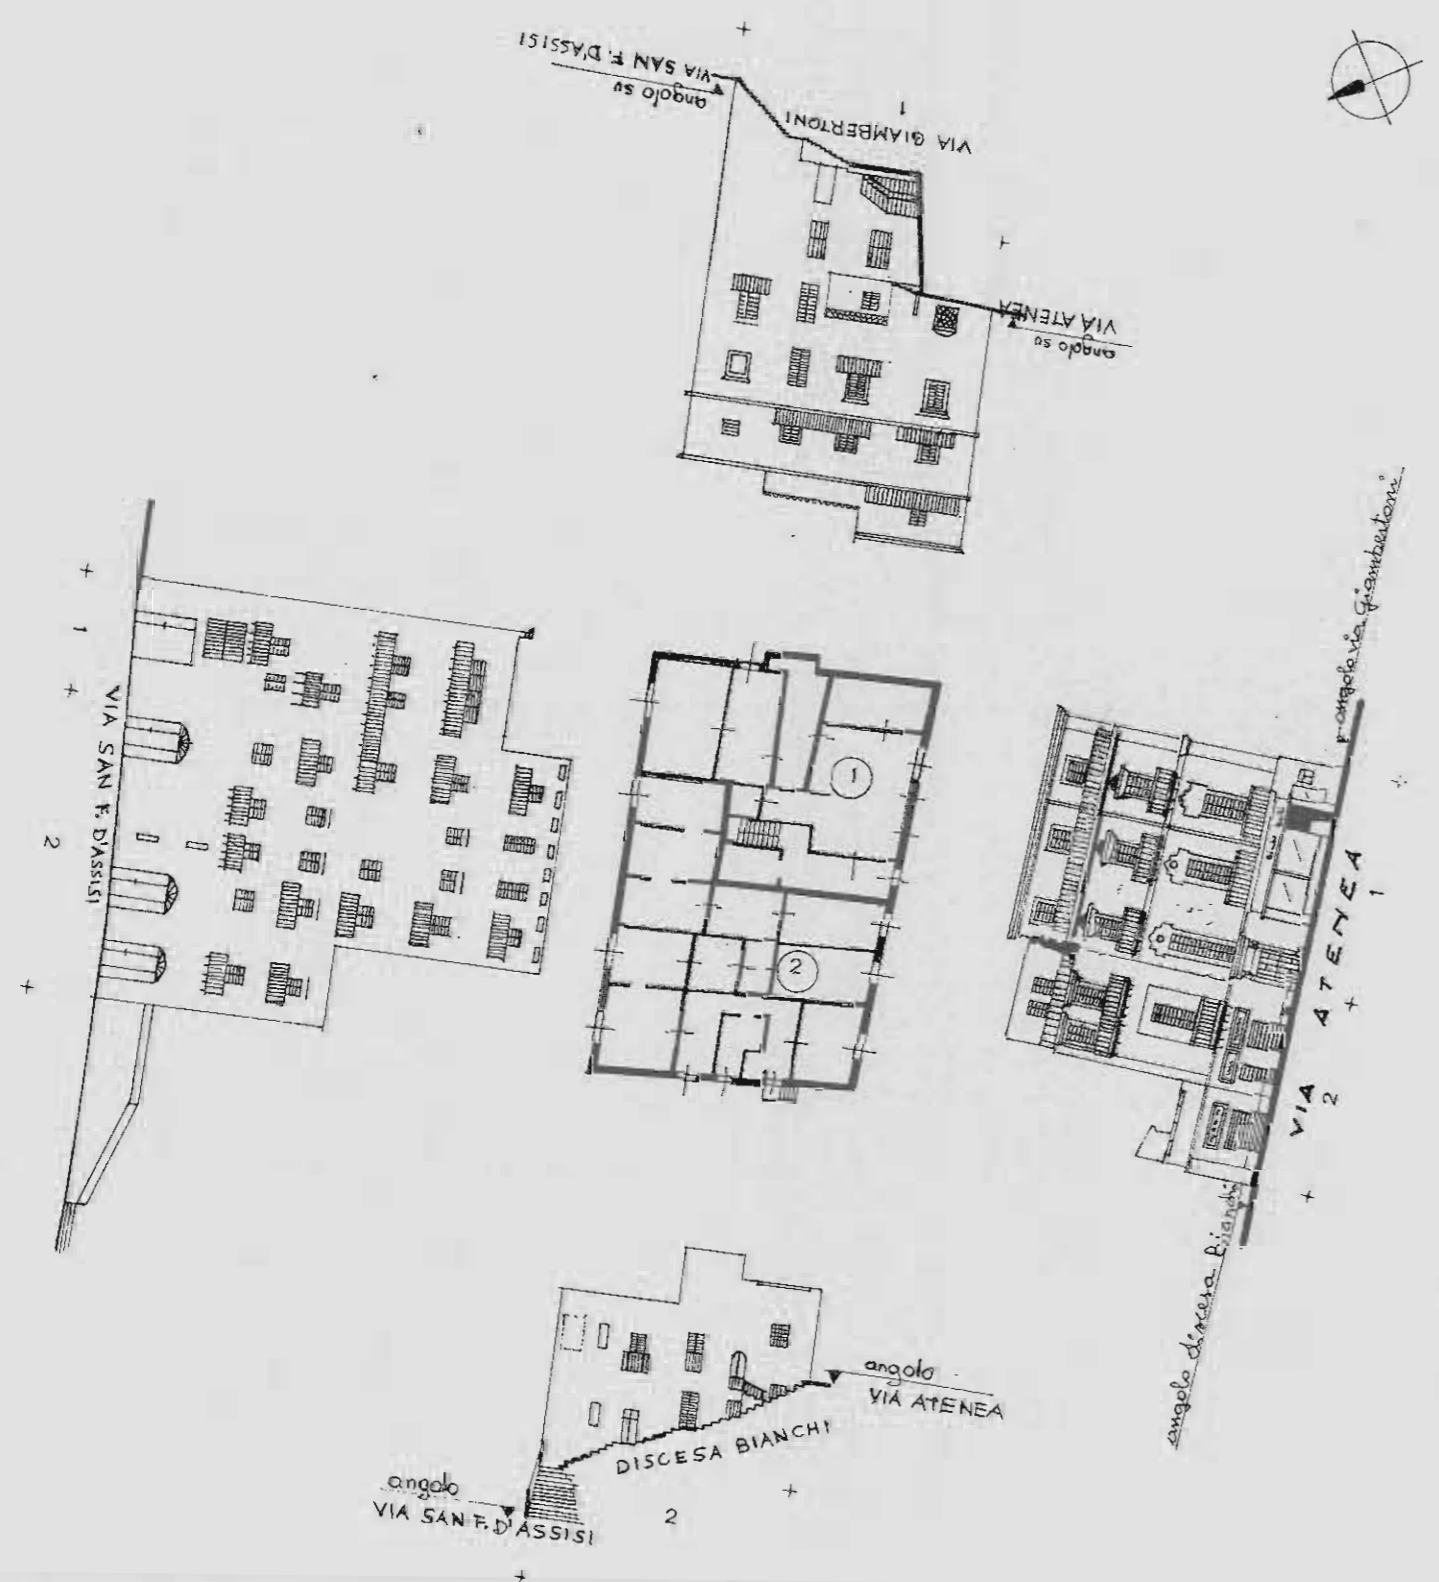 VIA SAN F. D'ASSISI
angolo su
VIA GIAMBERTONI
1
VIA ATENEA
angolo su
angolo via Giambertoni
1
VIA SAN F. D'ASSISI
2
1
2
VIA ATENEA
1
2
angolo discesa Bianchi
angolo
VIA ATENEA
DISCESA BIANCHI
angolo
VIA SAN F. D'ASSISI
2